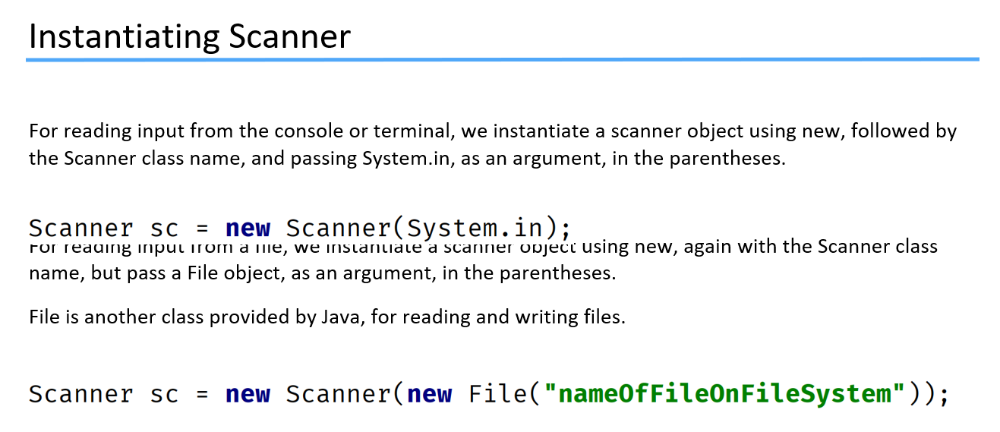 Instantiating Scanner
For reading input from the console or terminal, we instantiate a scanner object using new, followed by
the Scanner class name, and passing System.in, as an argument, in the parentheses.
Scanner sc = new Scanner(System.in);
For reading input from a file, we instantiate a scanner object using new, again with the Scanner class
name, but pass a File object, as an argument, in the parentheses.
File is another class provided by Java, for reading and writing files.
Scanner sc = new Scanner(new File("nameOfFileOnFileSystem"));